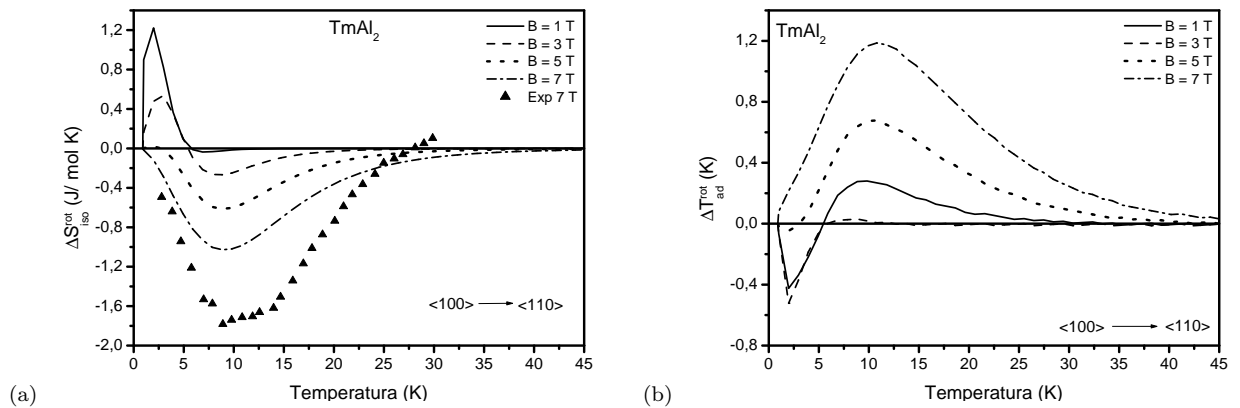 TmAl₂
B = 1 T
B = 3 T
B = 5 T
B = 7 T
Exp 7 T
1,2
0,8
0,4
0,0
-0,4
-0,8
-1,2
-1,6
-2,0
ΔS^rot_iso (J/ mol K)
<100> → <110>
0 5 10 15 20 25 30 35 40 45
Temperatura (K)
(a)
TmAl₂
B = 1 T
B = 3 T
B = 5 T
B = 7 T
1,2
0,8
0,4
0,0
-0,4
-0,8
ΔT^rot_ad (K)
<100> → <110>
0 5 10 15 20 25 30 35 40 45
Temperatura (K)
(b)